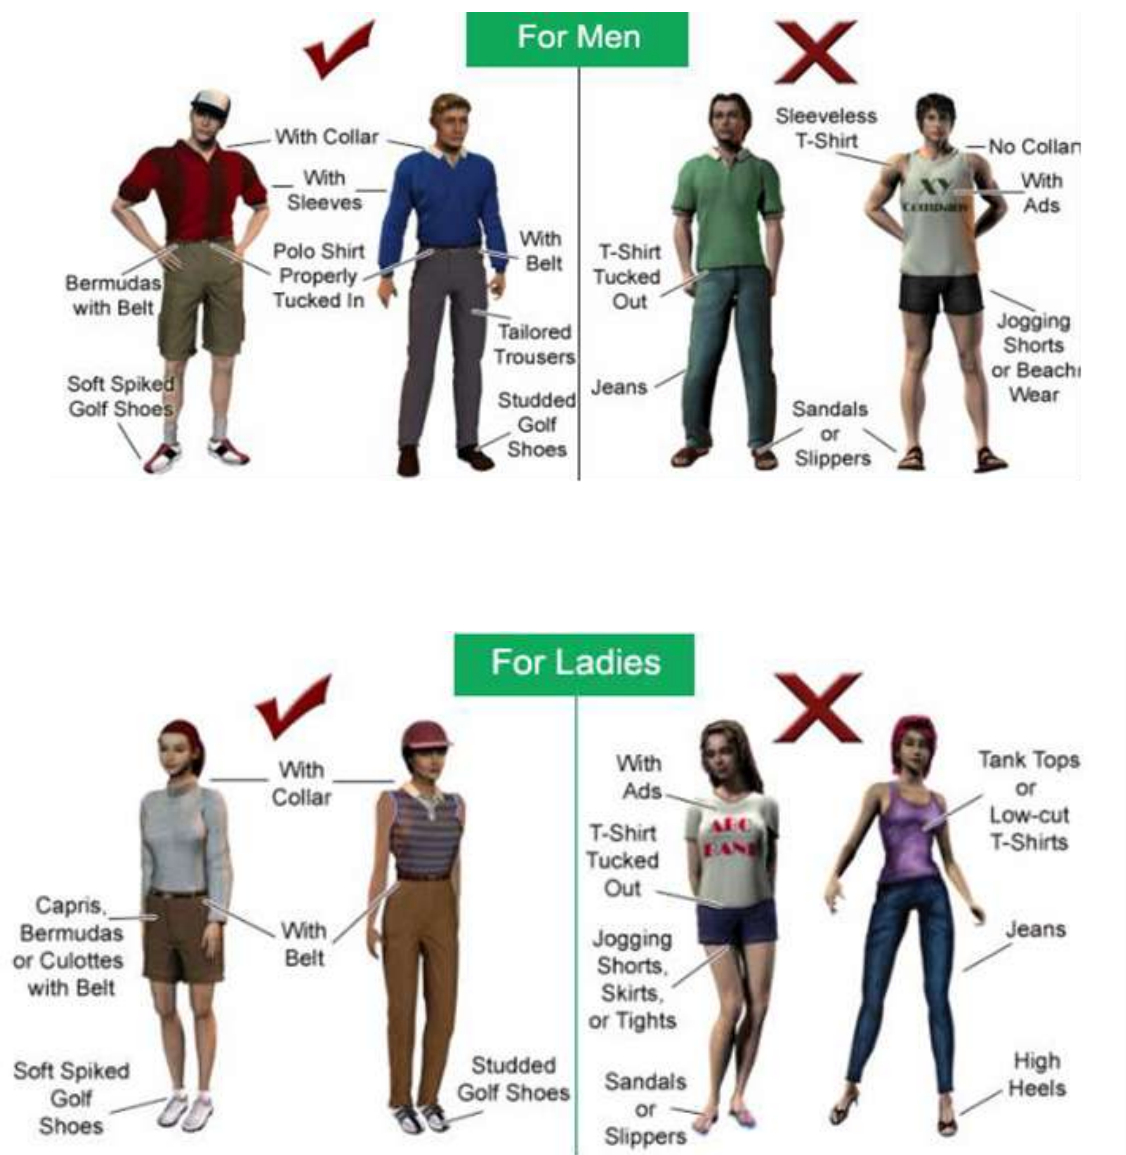 For Men
With Collar
With
Sleeves
Polo Shirt
Properly
Tucked In
With
Belt
Bermudas
with Belt
Tailored
Trousers
Soft Spiked
Golf Shoes
Studded
Golf
Shoes
Sleeveless
T-Shirt
No Collar
With
Ads
XY
Company
T-Shirt
Tucked
Out
Jeans
Jogging
Shorts
or Beach
Wear
Sandals
or
Slippers
For Ladies
With
Collar
Capris,
Bermudas
or Culottes
with Belt
With
Belt
Soft Spiked
Golf
Shoes
Studded
Golf Shoes
With
Ads
ABC
BAND
T-Shirt
Tucked
Out
Jogging
Shorts,
Skirts,
or Tights
Sandals
or
Slippers
Tank Tops
or
Low-cut
T-Shirts
Jeans
High
Heels